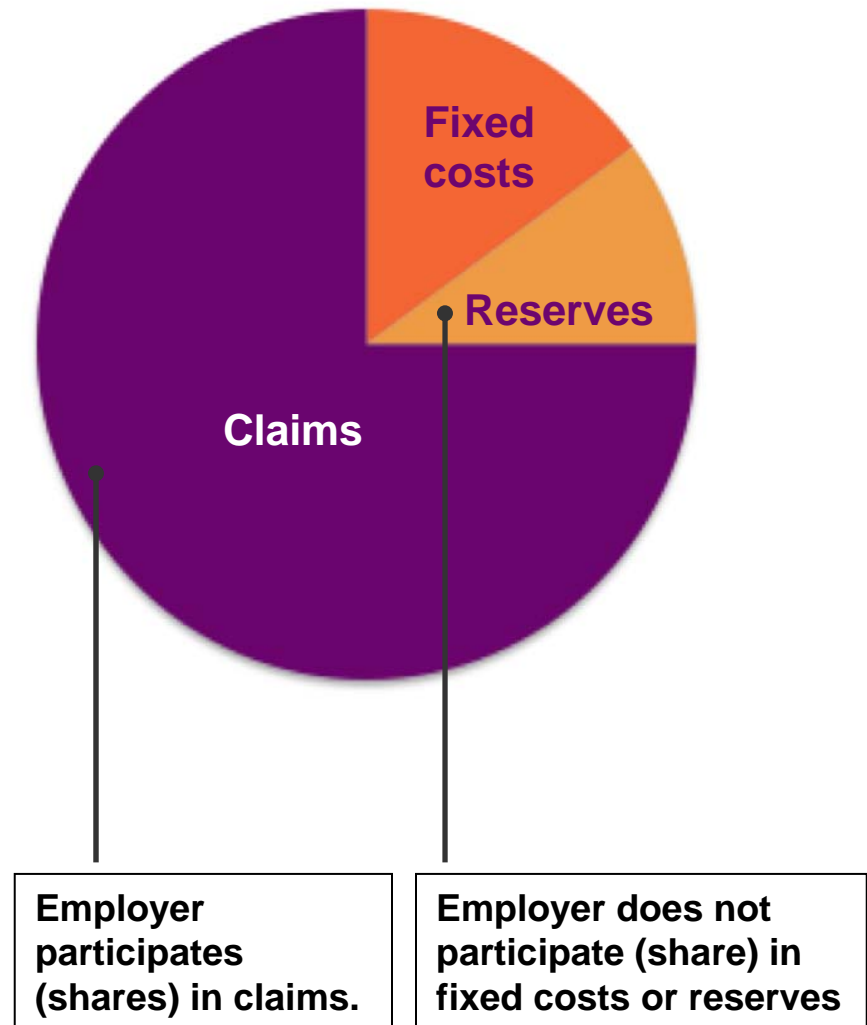 Fixed
costs
Reserves
Claims
Employer
participates
(shares) in claims.
Employer does not
participate (share) in
fixed costs or reserves